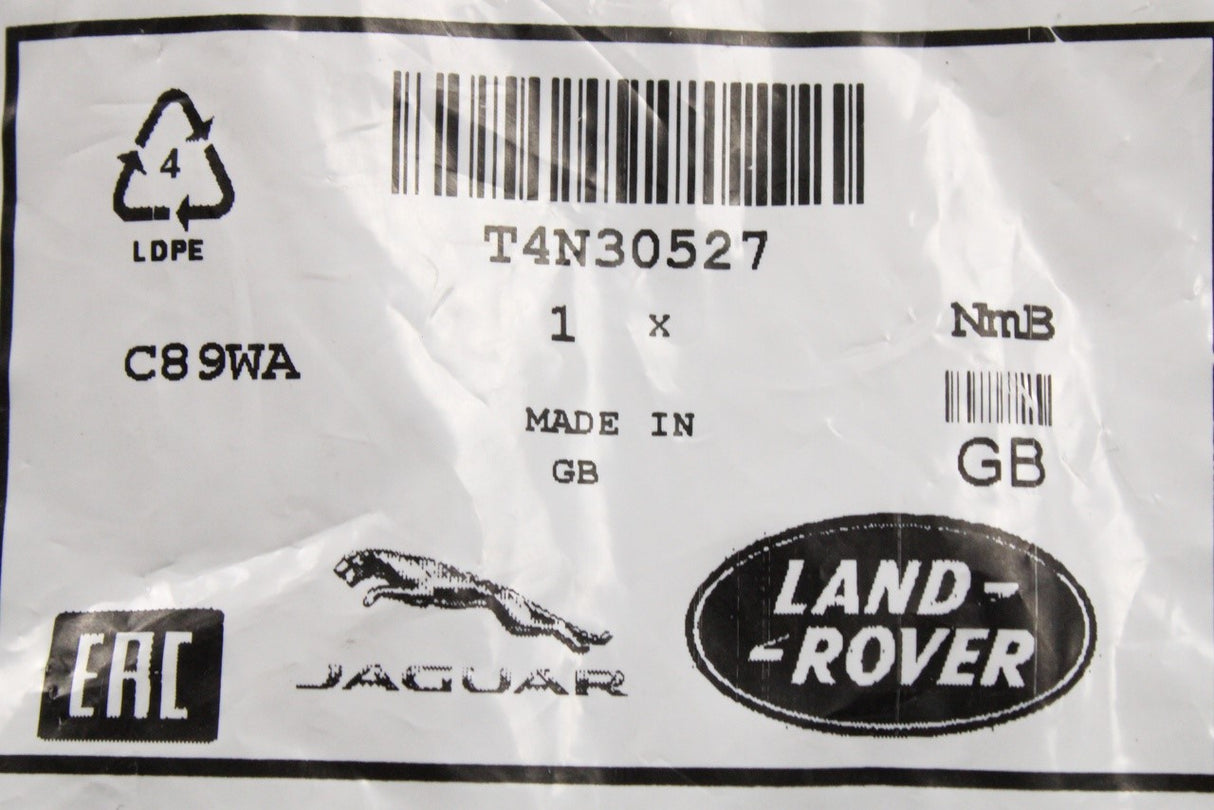 4
LDPE
T4N30527
1 x
NmB
C89WA
MADE IN
GB
GB
EAC
JAGUAR
LAND-
-ROVER